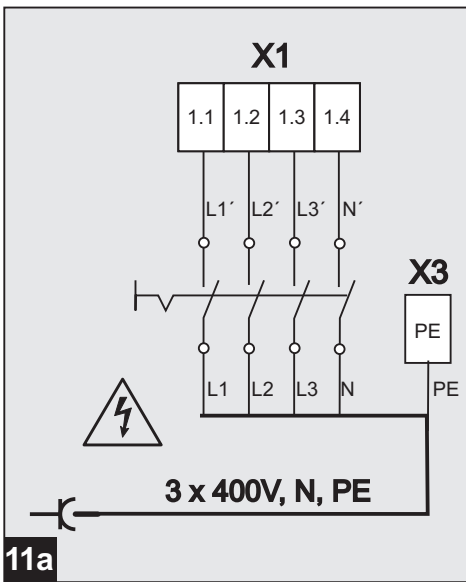 X1
1.1 1.2 1.3 1.4
L1´ L2´ L3´ N´
X3
PE
L1 L2 L3 N PE
3 x 400V, N, PE
11a